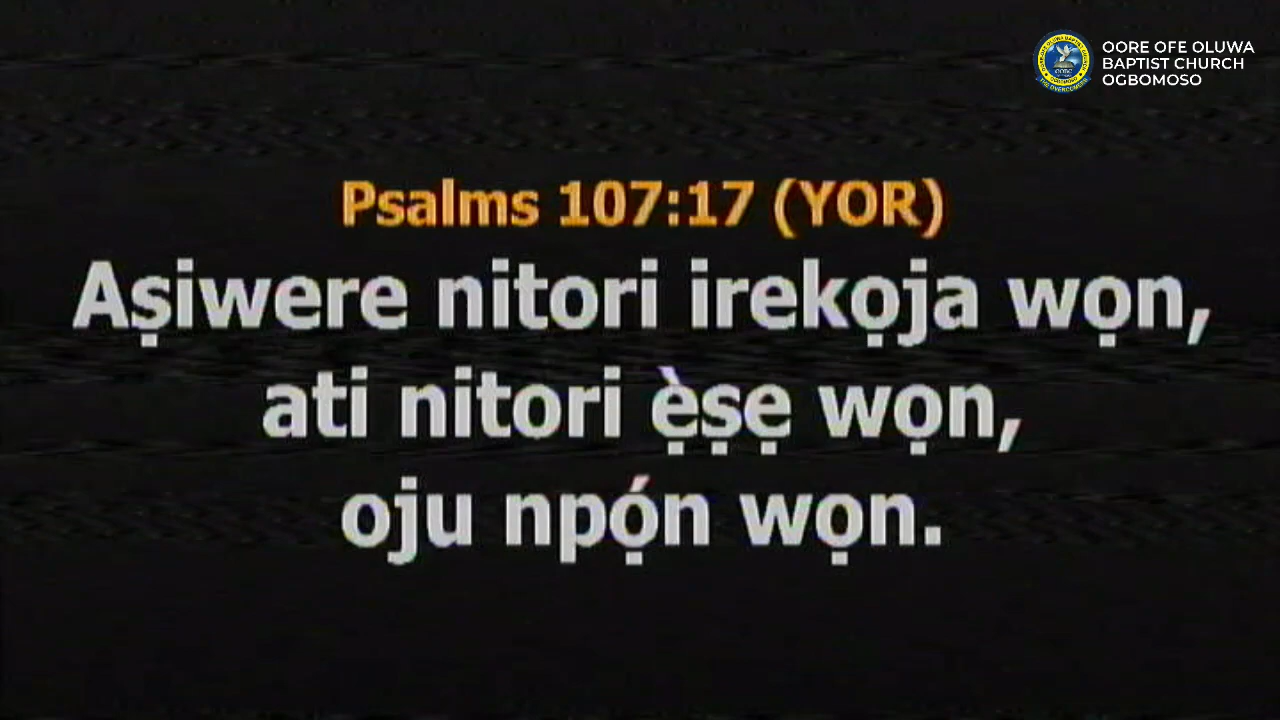 OORE OFE OLUWA
BAPTIST CHURCH
OGBOMOSO
Psalms 107:17 (YOR)
Aṣiwere nitori irekọja wọn,
ati nitori ẹ̀ṣẹ wọn,
oju npọ́n wọn.